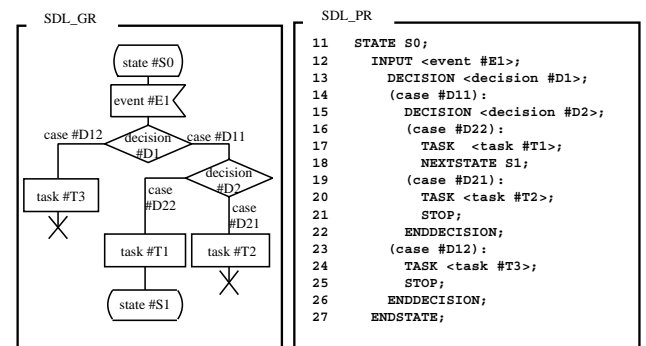 SDL_GR
state #S0
event #E1
case #D12
decision
#D1
case #D11
decision
#D2
task #T3
case
#D22
case
#D21
task #T1
task #T2
state #S1
SDL_PR
11 STATE S0;
12 INPUT <event #E1>;
13 DECISION <decision #D1>;
14 (case #D11):
15 DECISION <decision #D2>;
16 (case #D22):
17 TASK <task #T1>;
18 NEXTSTATE S1;
19 (case #D21):
20 TASK <task #T2>;
21 STOP;
22 ENDDECISION;
23 (case #D12):
24 TASK <task #T3>;
25 STOP;
26 ENDDECISION;
27 ENDSTATE;